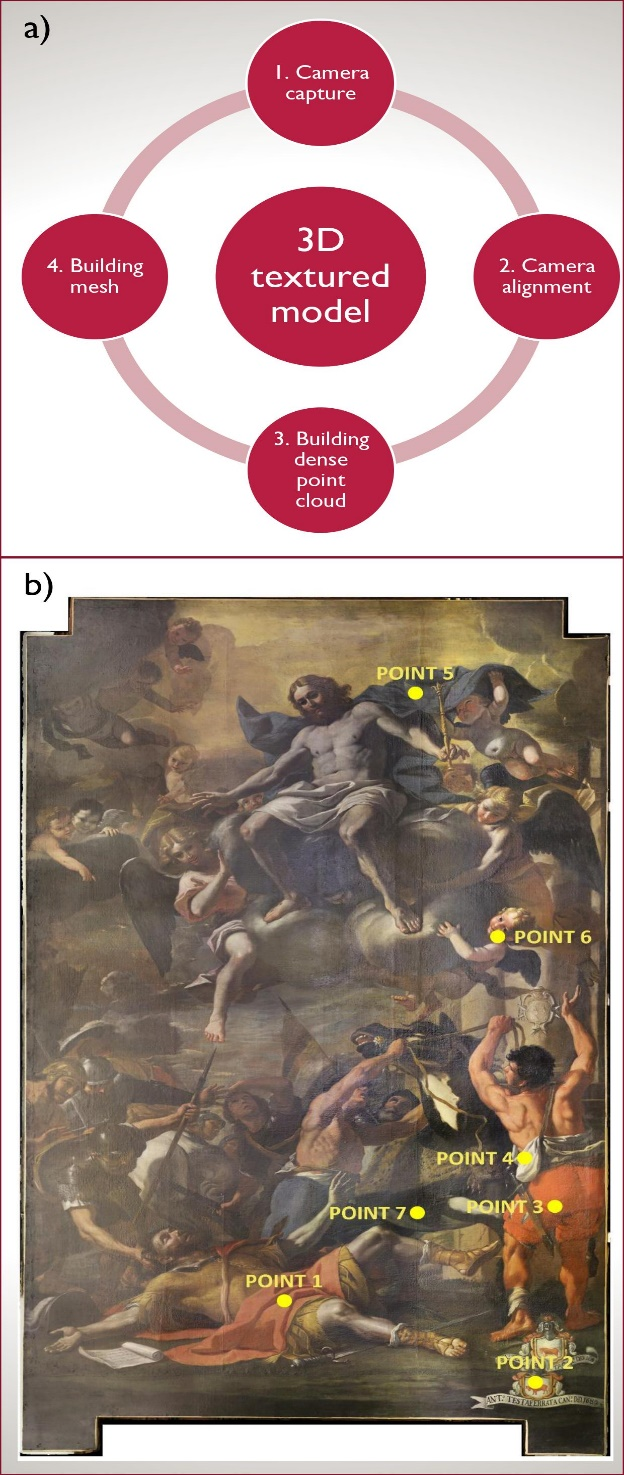 a)
1. Camera
capture
2. Camera
alignment
3. Building
dense
point
cloud
4. Building
mesh
3D
textured
model
b)
POINT 5
POINT 6
POINT 4
POINT 3
POINT 7
POINT 1
POINT 2